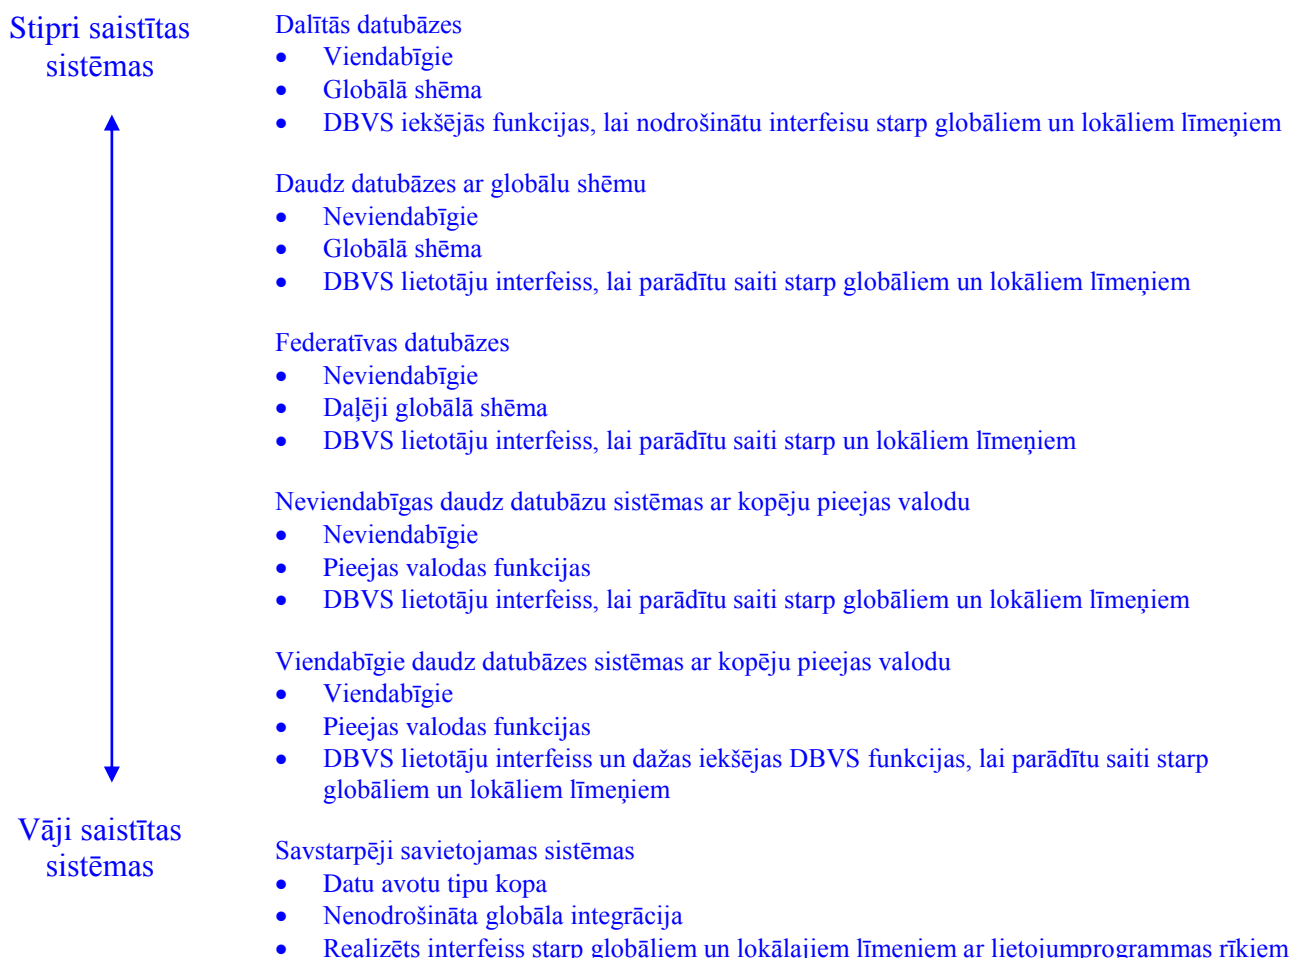 Stipri saistītas
sistēmas
Dalītās datubāzes
• Viendabīgie
• Globālā shēma
• DBVS iekšējās funkcijas, lai nodrošinātu interfeisu starp globāliem un lokāliem līmeņiem
Daudz datubāzes ar globālu shēmu
• Neviendabīgie
• Globālā shēma
• DBVS lietotāju interfeiss, lai parādītu saiti starp globāliem un lokāliem līmeņiem
Federatīvas datubāzes
• Neviendabīgie
• Daļēji globālā shēma
• DBVS lietotāju interfeiss, lai parādītu saiti starp un lokāliem līmeņiem
Neviendabīgas daudz datubāzu sistēmas ar kopēju pieejas valodu
• Neviendabīgie
• Pieejas valodas funkcijas
• DBVS lietotāju interfeiss, lai parādītu saiti starp globāliem un lokāliem līmeņiem
Viendabīgie daudz datubāzes sistēmas ar kopēju pieejas valodu
• Viendabīgie
• Pieejas valodas funkcijas
• DBVS lietotāju interfeiss un dažas iekšējas DBVS funkcijas, lai parādītu saiti starp
globāliem un lokāliem līmeņiem
Vāji saistītas
sistēmas
Savstarpēji savietojamas sistēmas
• Datu avotu tipu kopa
• Nenodrošināta globāla integrācija
• Realizēts interfeiss starp globāliem un lokālajiem līmeniem ar lietojumprogrammas rīkiem